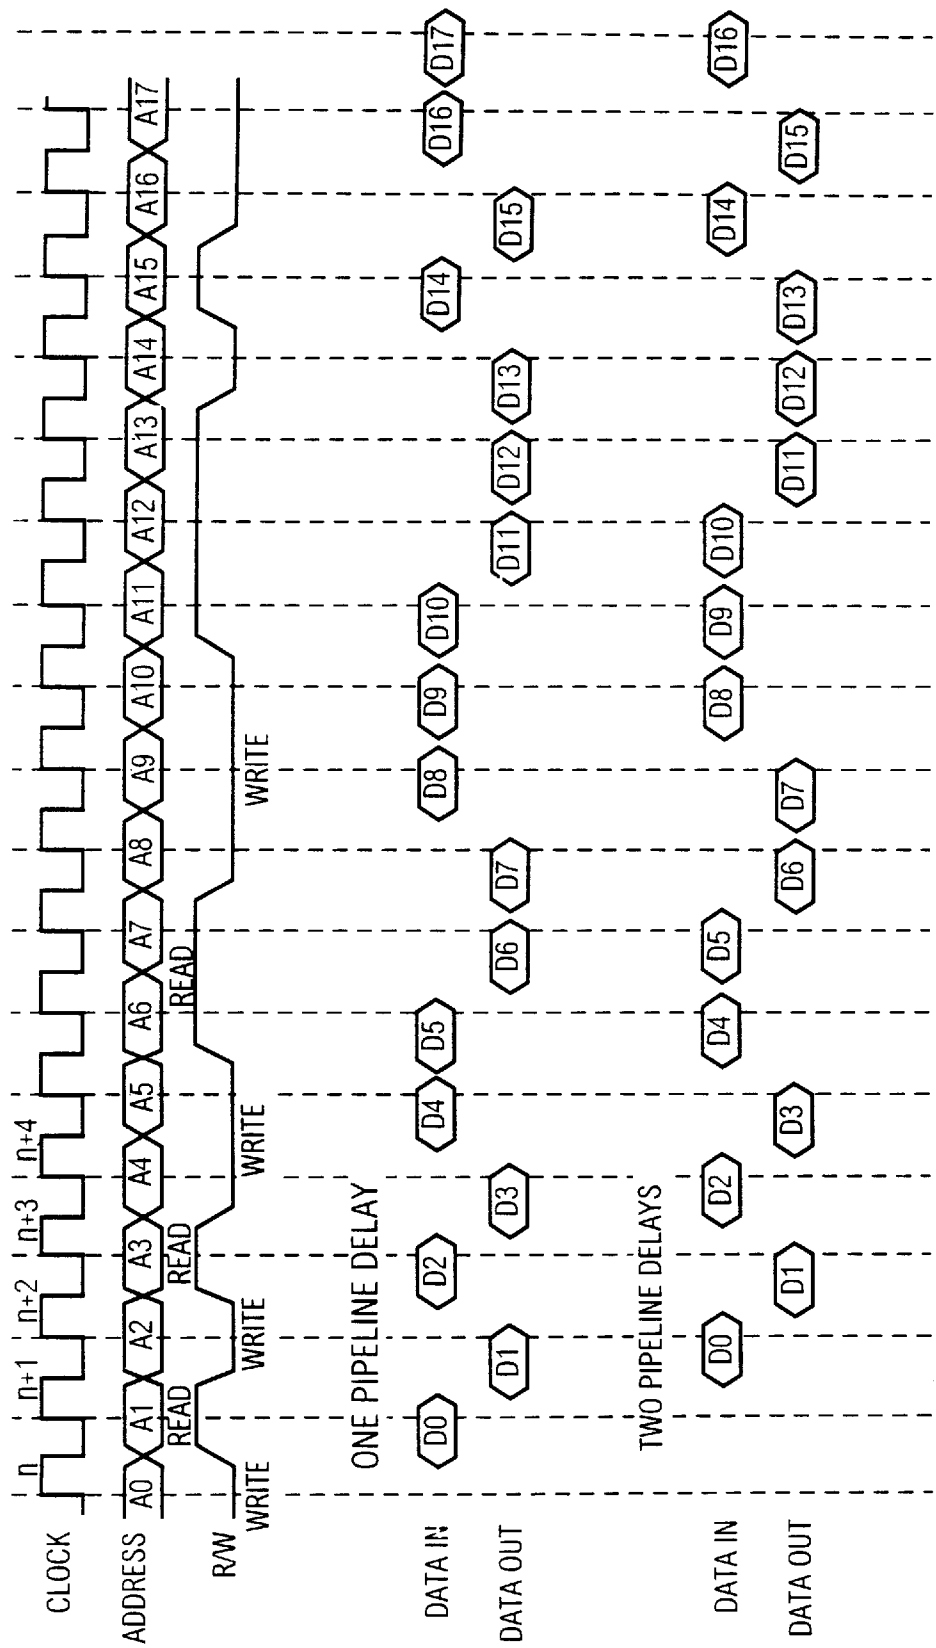 CLOCK n n+1 n+2 n+3 n+4
ADDRESS A0 A1 A2 A3 A4 A5 A6 A7 A8 A9 A10 A11 A12 A13 A14 A15 A16 A17
READ READ READ
R/W
WRITE WRITE WRITE WRITE
ONE PIPELINE DELAY
DATA IN D0 D2 D4 D5 D8 D9 D10 D14 D16 D17
DATA OUT D1 D3 D6 D7 D11 D12 D13 D15
TWO PIPELINE DELAYS
DATA IN D0 D2 D4 D5 D8 D9 D10 D14 D16
DATA OUT D1 D3 D6 D7 D11 D12 D13 D15